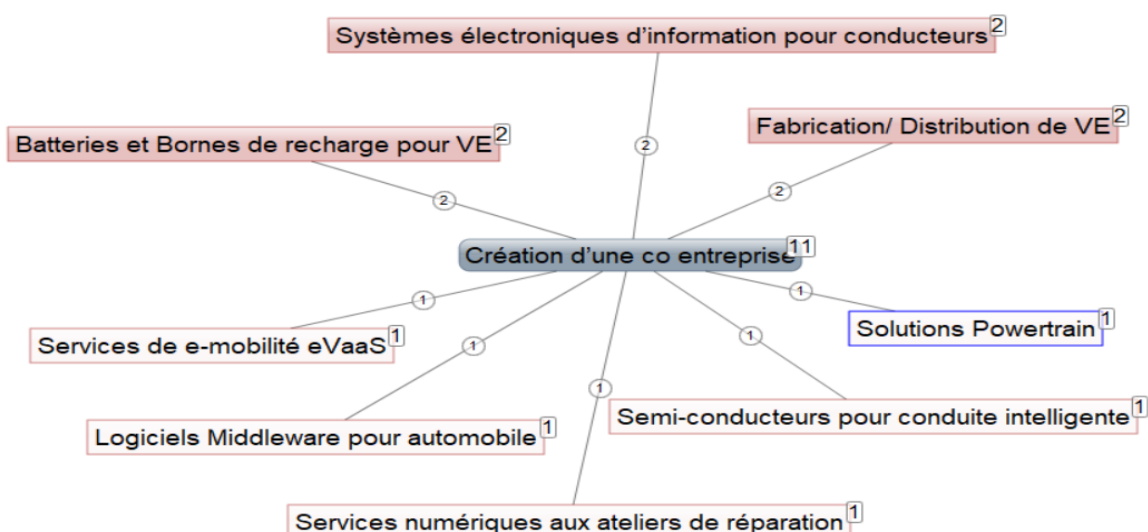 Systèmes électroniques d’information pour conducteurs 2
Fabrication/ Distribution de VE 2
Batteries et Bornes de recharge pour VE 2
2
2
2
Création d’une co entreprise 11
1
1
Solutions Powertrain 1
Services de e-mobilité eVaaS 1
1
1
1
Semi-conducteurs pour conduite intelligente 1
Logiciels Middleware pour automobile 1
Services numériques aux ateliers de réparation 1